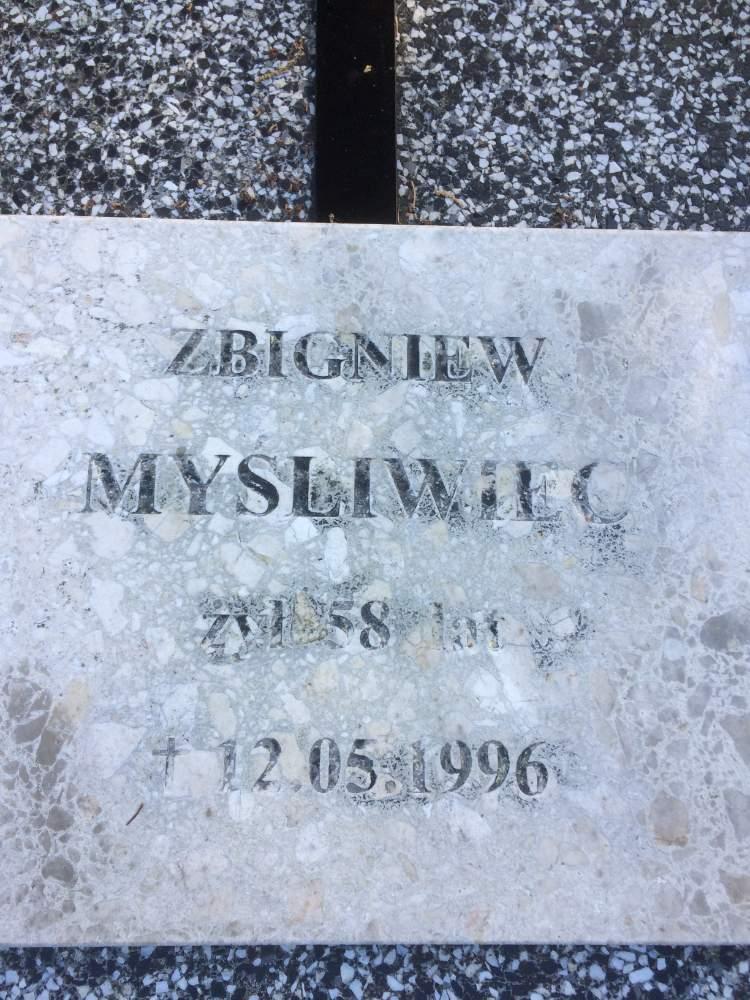 ZBIGNIEW
MYSLIWIEC
żył 58 lat
† 12.05.1996